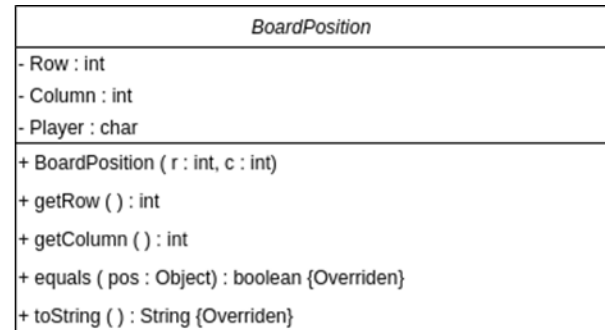 BoardPosition
- Row : int
- Column : int
- Player : char
+ BoardPosition ( r : int, c : int)
+ getRow ( ) : int
+ getColumn ( ) : int
+ equals ( pos : Object) : boolean {Overriden}
+ toString ( ) : String {Overriden}